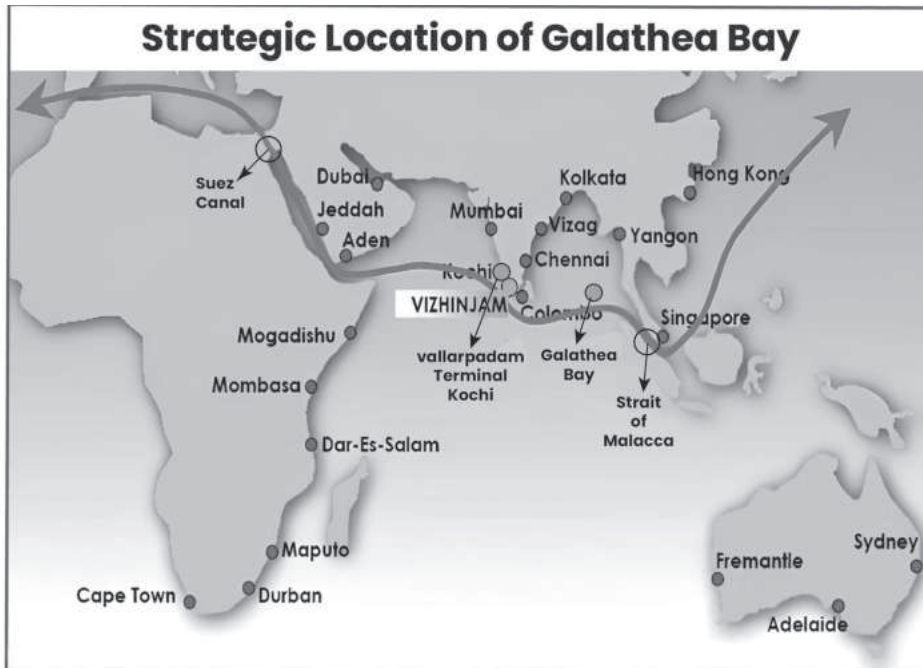 Strategic Location of Galathea Bay
Suez
Canal
Dubai
Jeddah
Aden
Mumbai
Kolkata
Hong Kong
Vizag
Yangon
Chennai
Kochi
VIZHINJAM
Colombo
Singapore
Mogadishu
vallarpadam
Terminal
Kochi
Galathea
Bay
Mombasa
Strait
of
Malacca
Dar-Es-Salam
Maputo
Sydney
Fremantle
Cape Town
Durban
Adelaide